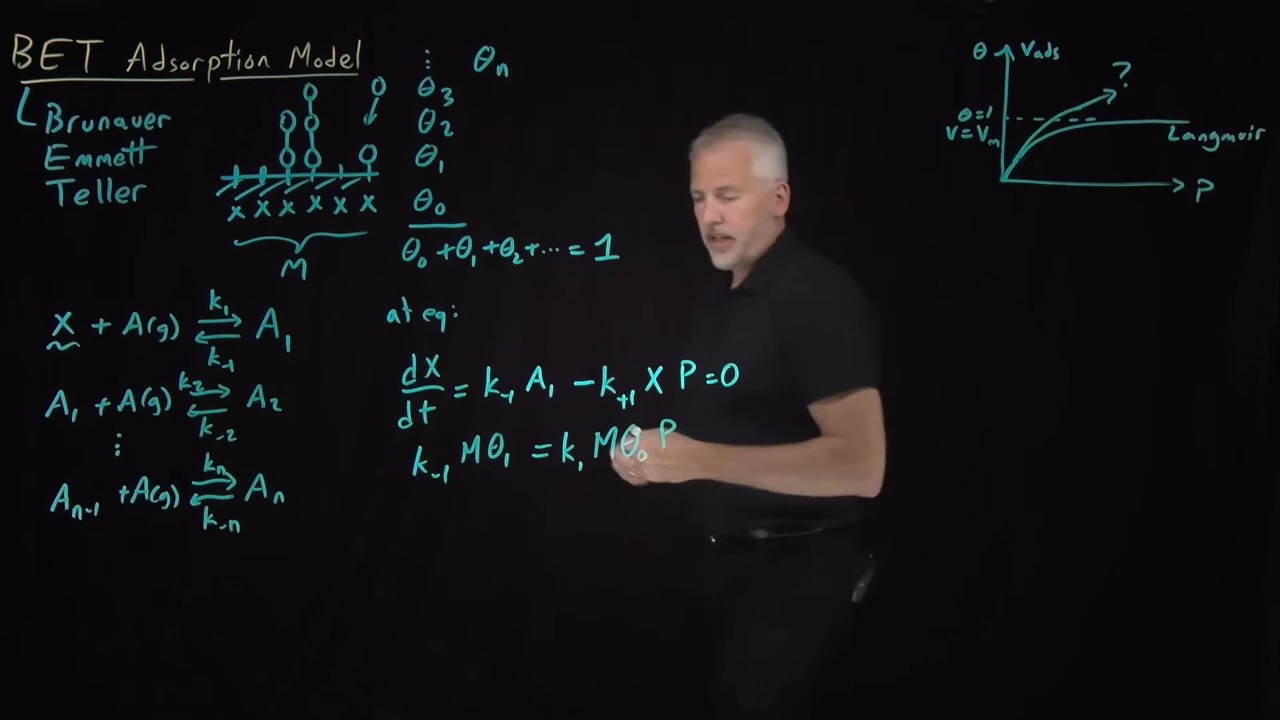 BET Adsorption Model
Brunauer
Emmett
Teller
x x x x x x
M
⋮ θₙ
θ₃
θ₂
θ₁
θ₀
θ₀ + θ₁ + θ₂ + ⋯ = 1
X + A(g) ⇌ A₁
k₁
k₋₁
A₁ + A(g) ⇌ A₂
k₂
k₋₂
⋮
Aₙ₋₁ + A(g) ⇌ Aₙ
kₙ
k₋ₙ
at eq:
dX/dt = k₋₁ A₁ − k₊₁ X P = 0
k₋₁ Mθ₁ = k₁ Mθ₀ P
θ Vads
?
θ=1
V=Vₘ
Langmuir
P